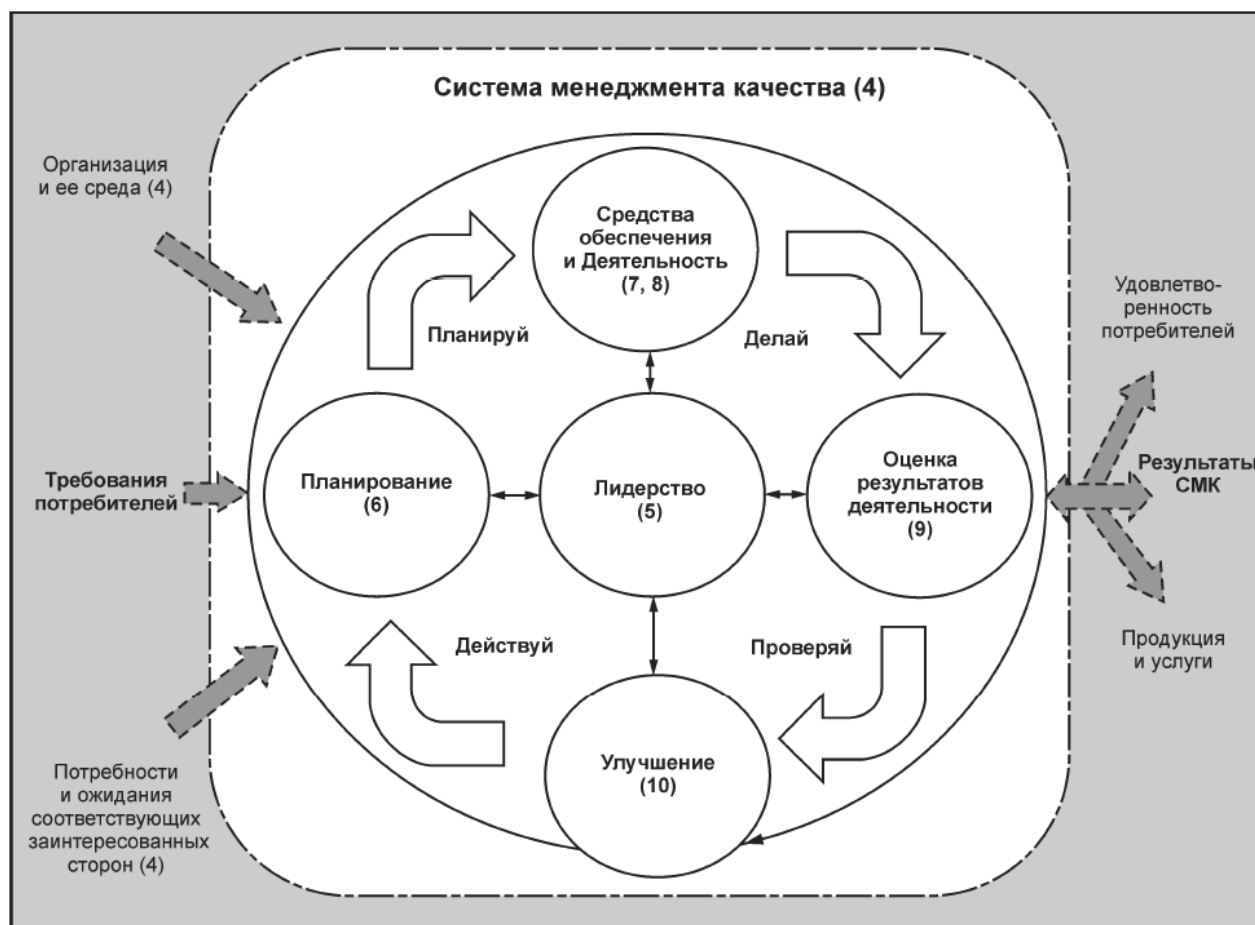 Система менеджмента качества (4)
Организация
и ее среда (4)
Средства
обеспечения
и Деятельность
(7, 8)
Планируй
Делай
Удовлетво-
ренность
потребителей
Требования
потребителей
Планирование
(6)
Лидерство
(5)
Оценка
результатов
деятельности
(9)
Результаты
СМК
Действуй
Проверяй
Продукция
и услуги
Улучшение
(10)
Потребности
и ожидания
соответствующих
заинтересованных
сторон (4)